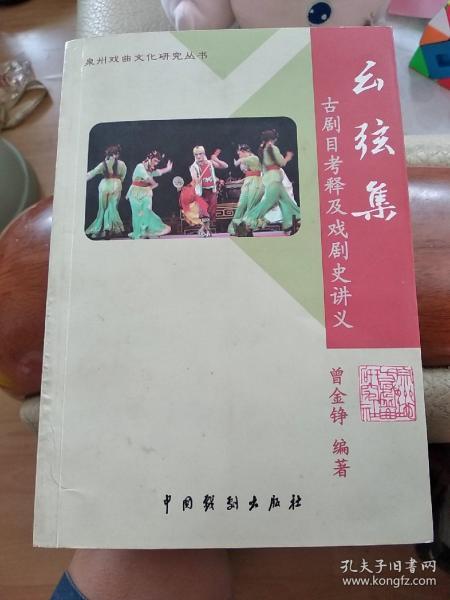 泉州戏曲文化研究丛书
幺弦集
古剧目考释及戏剧史讲义
曾金铮 编著
中国戏剧出版社
孔夫子旧书网
www.kongfz.com